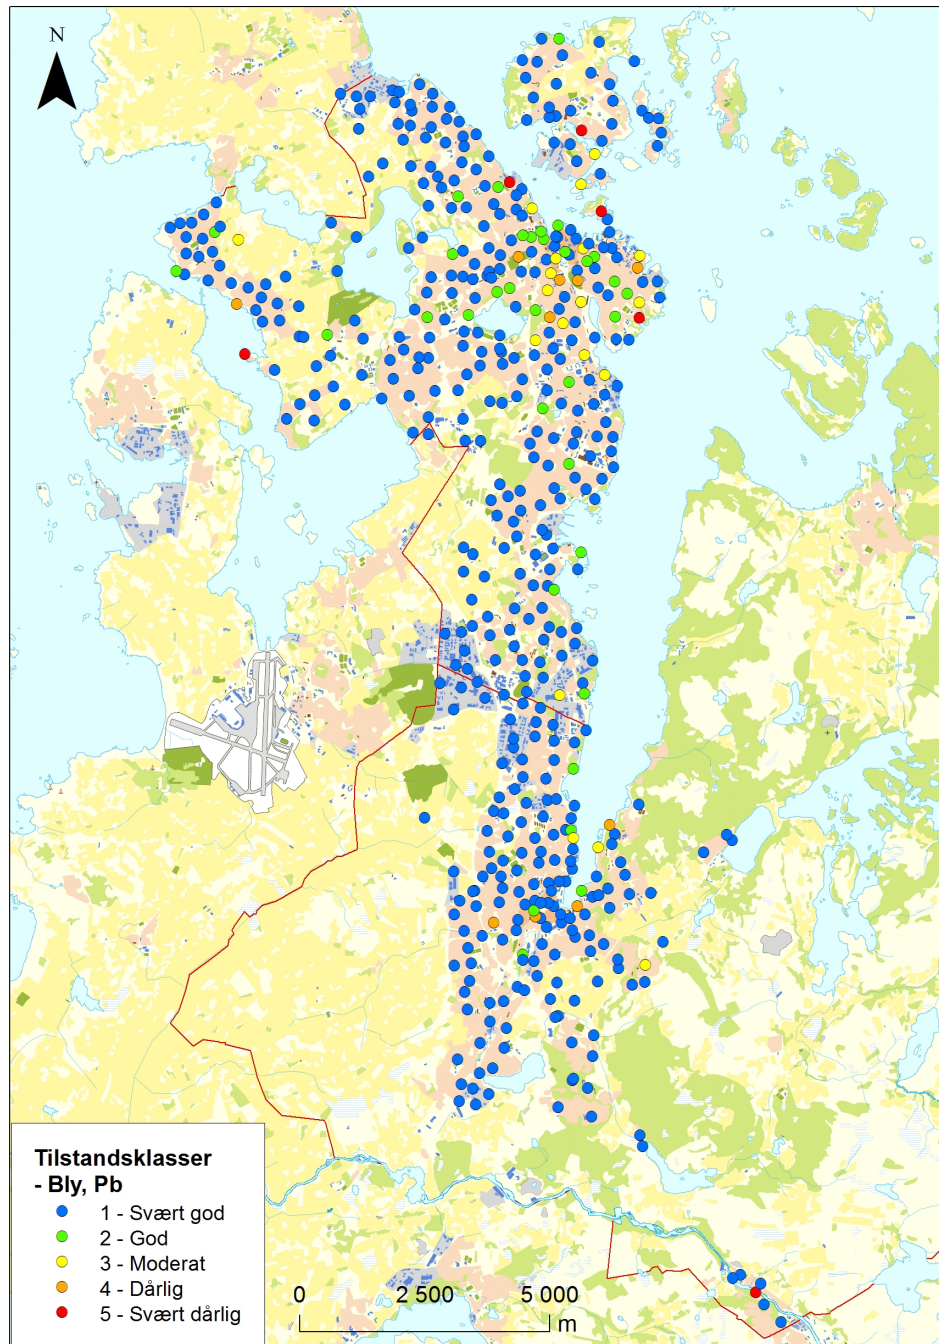 N
Tilstandsklasser
- Bly, Pb
1 - Svært god
2 - God
3 - Moderat
4 - Dårlig
5 - Svært dårlig
0 2 500 5 000
m